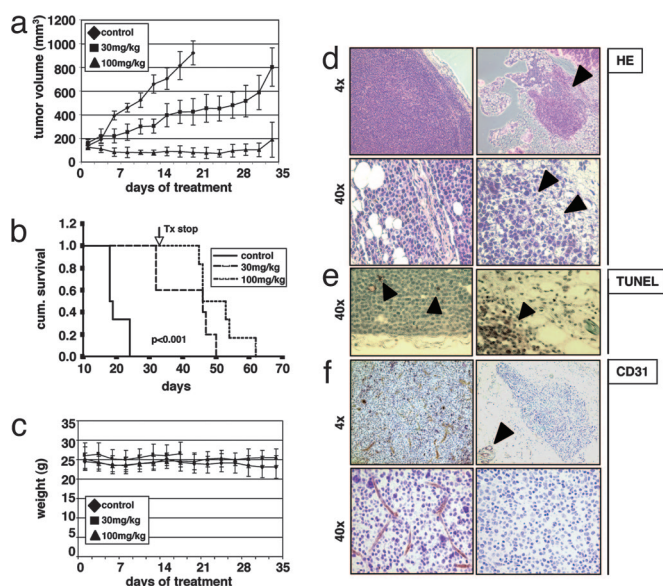 a
tumor volume (mm³)
1200
1000
800
600
400
200
0
control
30mg/kg
100mg/kg
7 14 21 28 35
days of treatment
b
cum. survival
1.0
0.8
0.6
0.4
0.2
0.0
Tx stop
control
30mg/kg
100mg/kg
p<0.001
10 20 30 40 50 60 70
days
c
weight (g)
35
30
25
20
25
10
5
0
control
30mg/kg
100mg/kg
0 7 14 21 28 35
days of treatment
d
4x
40x
HE
e
40x
TUNEL
f
4x
40x
CD31